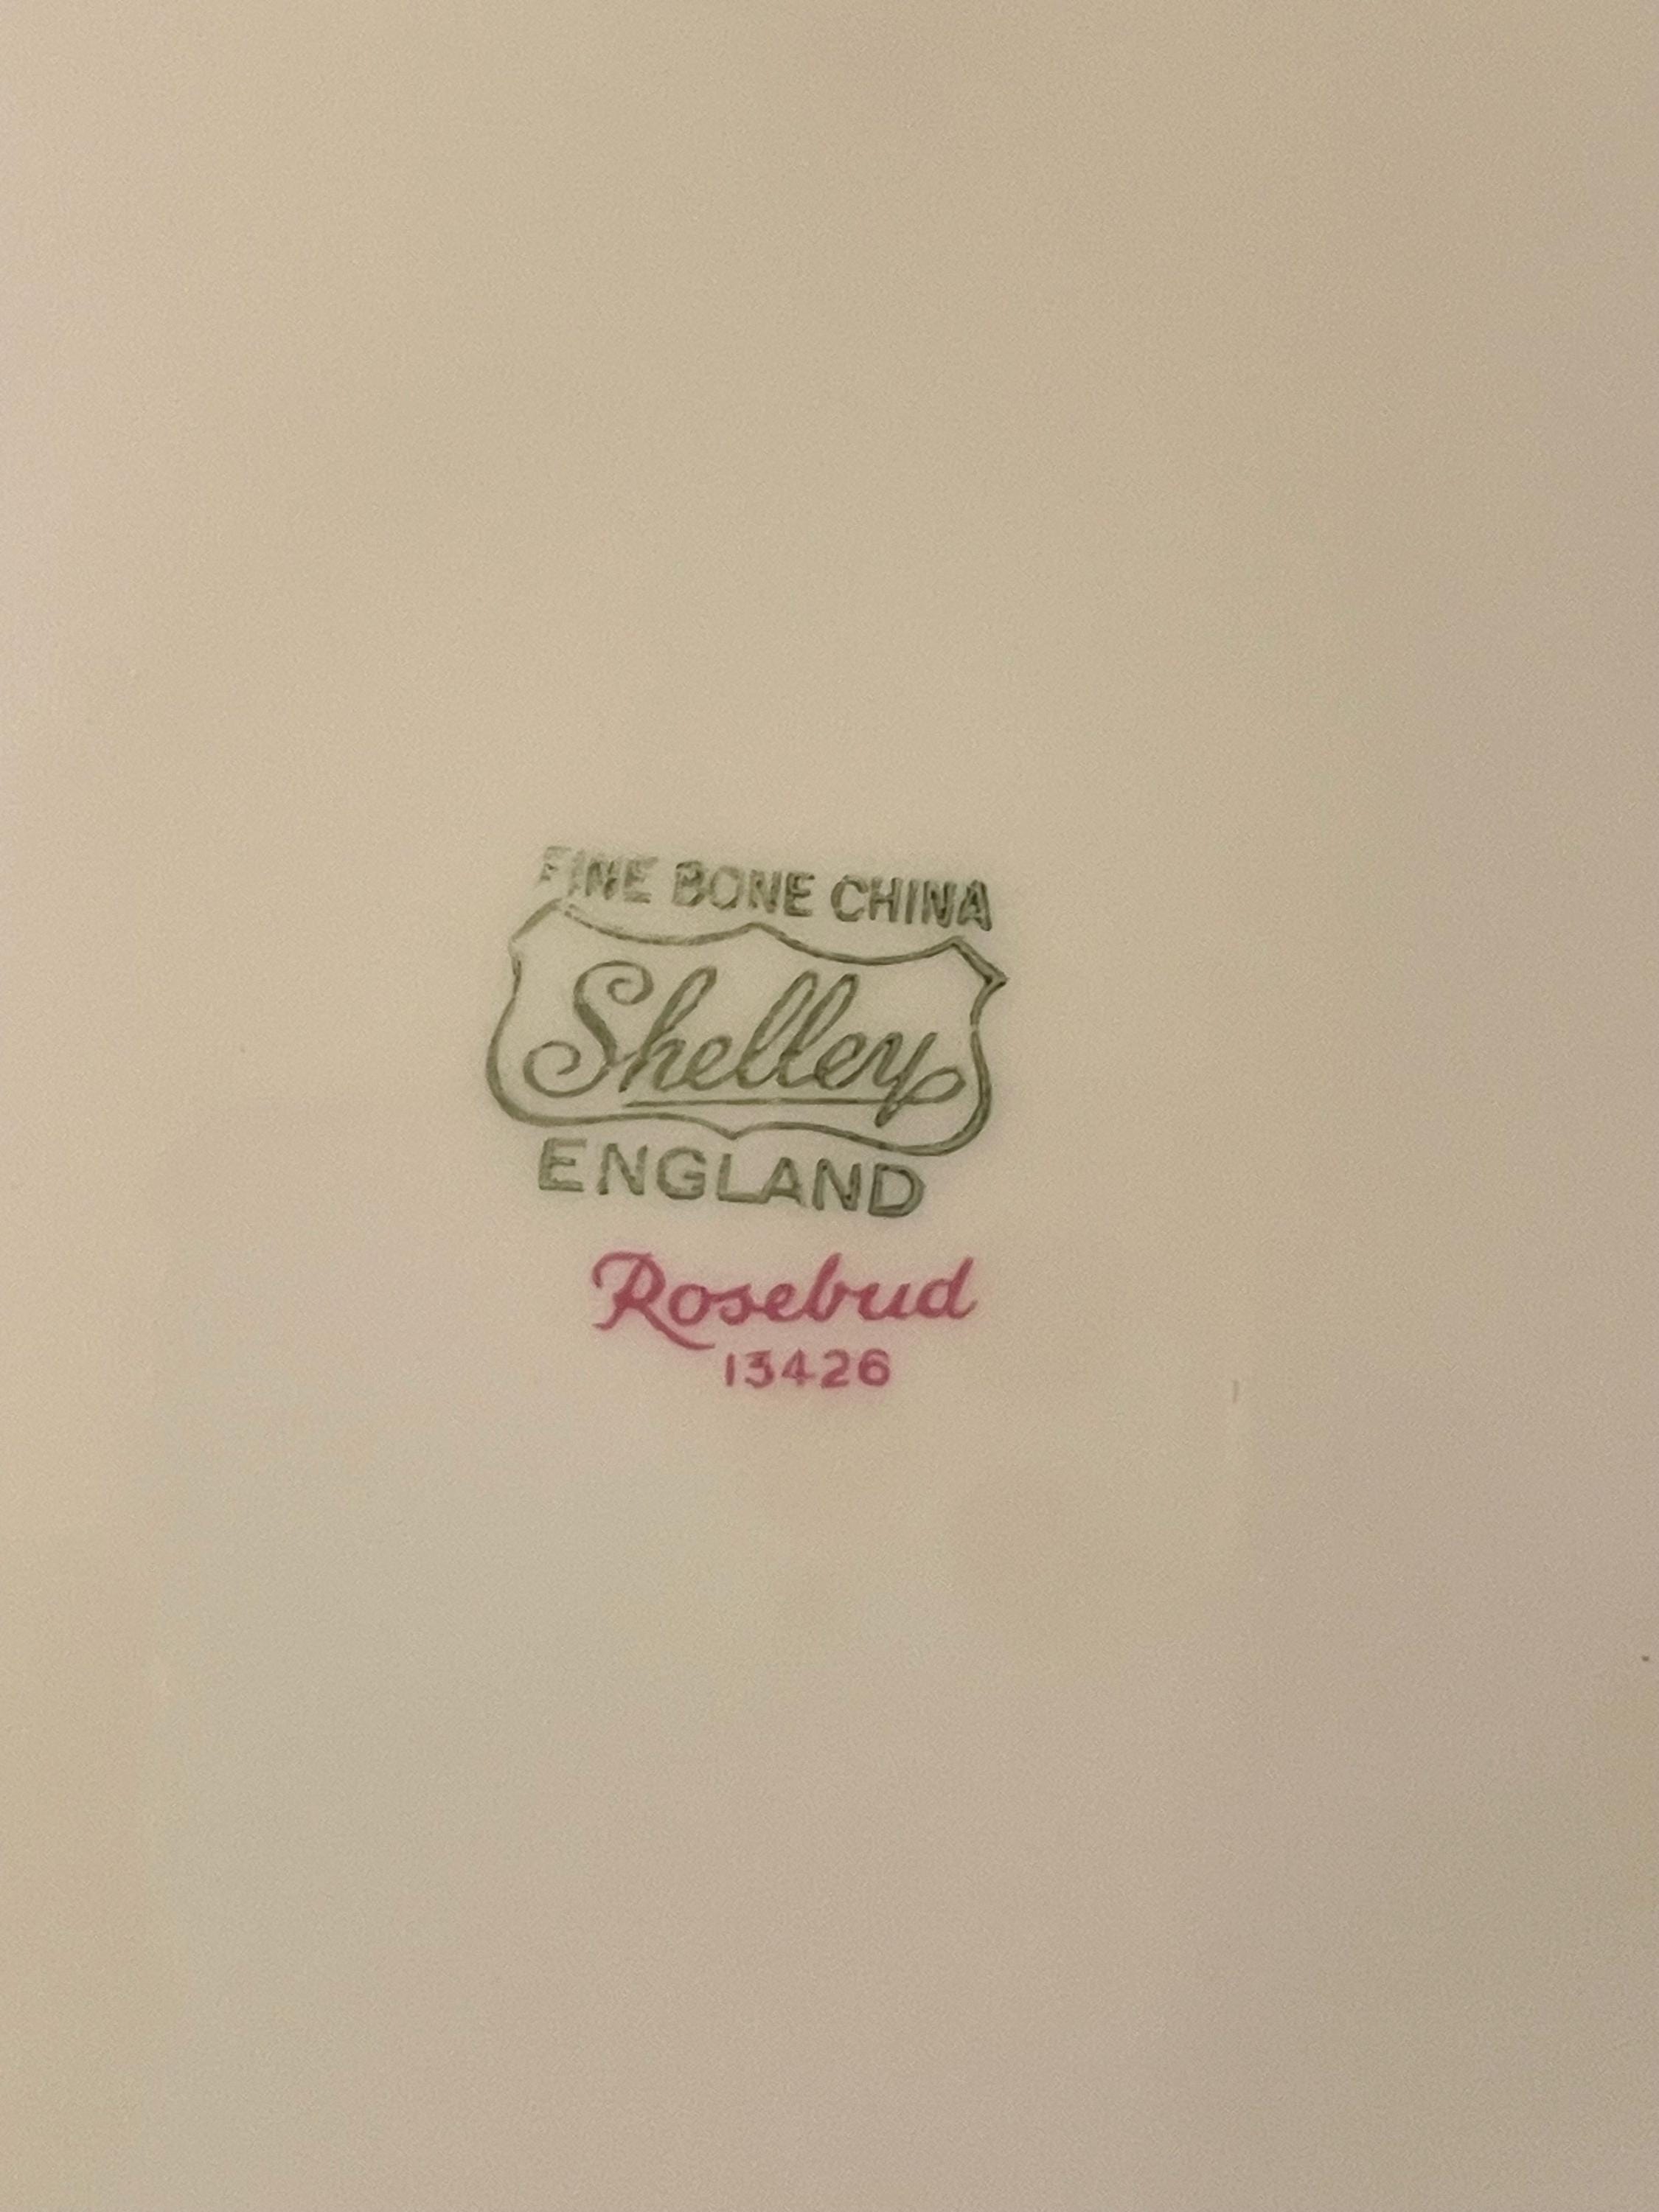 FINE BONE CHINA
Shelley
ENGLAND
Rosebud
13426